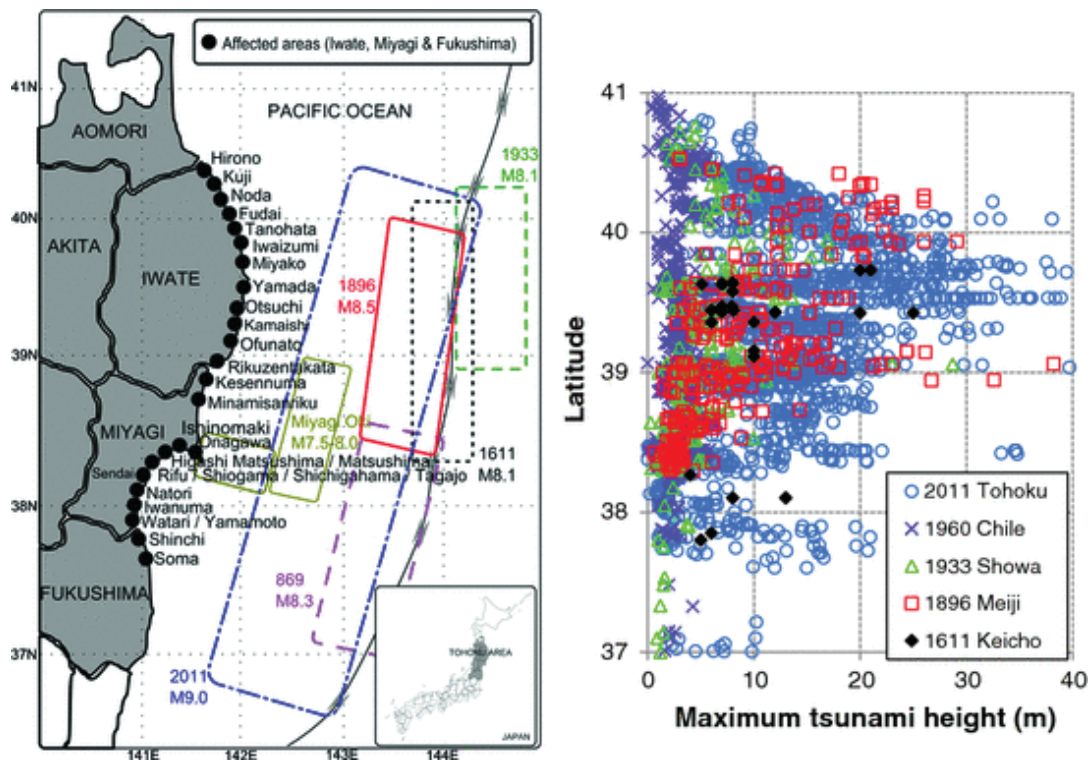 Affected areas (Iwate, Miyagi & Fukushima)
41N
PACIFIC OCEAN
AOMORI
1933
M8.1
Hirono
Kuji
Noda
40N
Fudai
Tanohata
AKITA
Iwaizumi
Miyako
IWATE
1896
M8.5
Yamada
Otsuchi
Kamaishi
39N
Ofunato
Rikuzentakata
Kesennuma
Minamisanriku
MIYAGI
Ishinomaki
Miyagi Oki
M7.5-8.0
Onagawa
Higashi Matsushima / Matsushima
1611
M8.1
Sendai
Rifu / Shiogama / Shichigahama / Tagajo
38N
Natori
Iwanuma
Watari / Yamamoto
Shinchi
Soma
FUKUSHIMA
869
M8.3
37N
2011
M9.0
TOHOKU AREA
JAPAN
141E
142E
143E
144E
41
40
39
38
37
Latitude
2011 Tohoku
1960 Chile
1933 Showa
1896 Meiji
1611 Keicho
0
10
20
30
40
Maximum tsunami height (m)